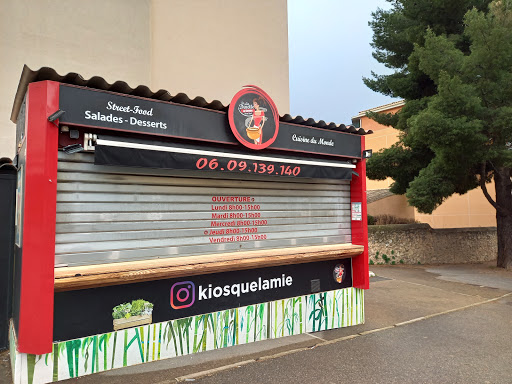 Street-Food
Salades - Desserts
Cuisine du Monde
06.09.139.140
OUVERTURE
Lundi 8h00-15h00
Mardi 8h00-15h00
Mercredi 8h00-15h00
Jeudi 8h00-15h00
Vendredi 8h00-15h00
kiosquelamie